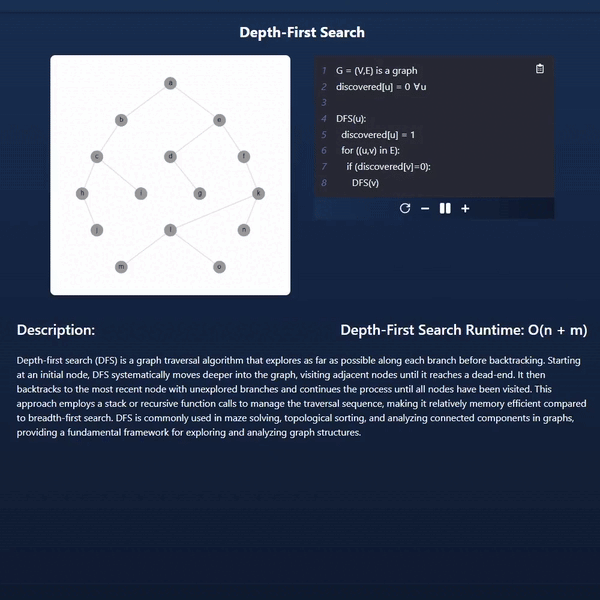 Depth-First Search
a
b
e
c
d
f
h
i
g
k
j
l
n
m
o
1 G = (V,E) is a graph
2 discovered[u] = 0 ∀u
3
4 DFS(u):
5 discovered[u] = 1
6 for ((u,v) in E):
7 if (discovered[v]=0):
8 DFS(v)
Description:
Depth-First Search Runtime: O(n + m)
Depth-first search (DFS) is a graph traversal algorithm that explores as far as possible along each branch before backtracking. Starting
at an initial node, DFS systematically moves deeper into the graph, visiting adjacent nodes until it reaches a dead-end. It then
backtracks to the most recent node with unexplored branches and continues the process until all nodes have been visited. This
approach employs a stack or recursive function calls to manage the traversal sequence, making it relatively memory efficient compared
to breadth-first search. DFS is commonly used in maze solving, topological sorting, and analyzing connected components in graphs,
providing a fundamental framework for exploring and analyzing graph structures.